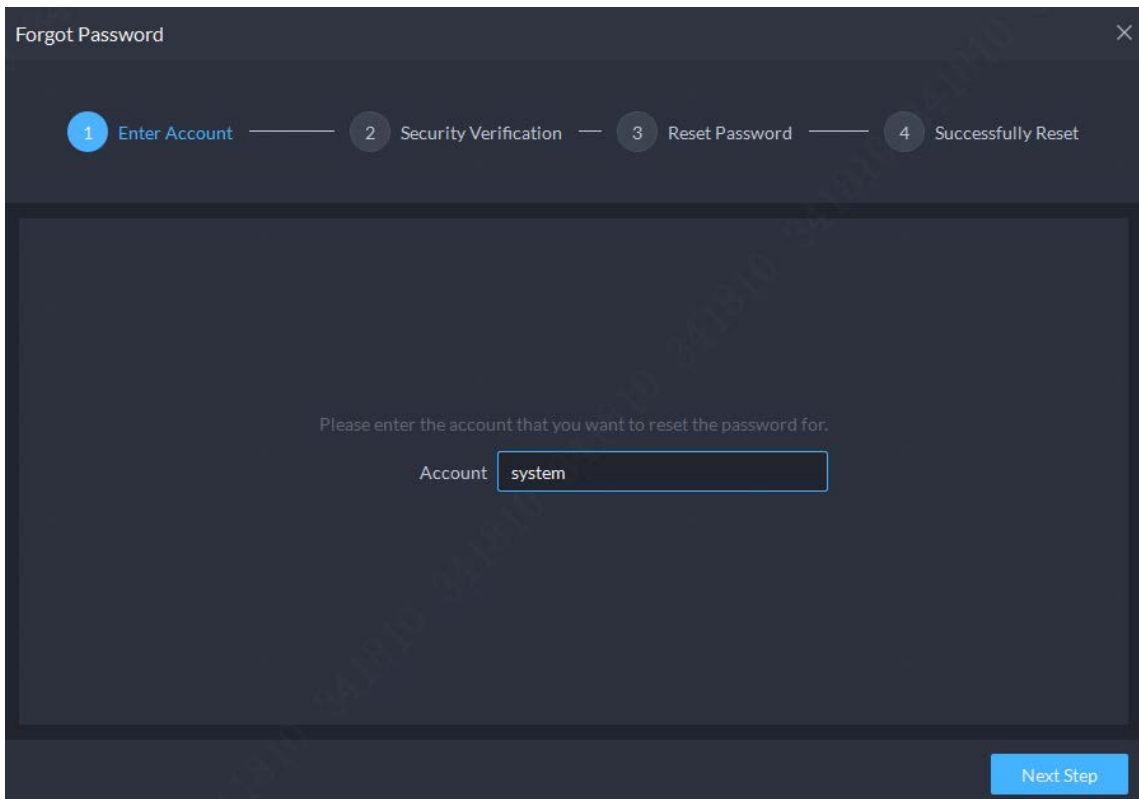 Forgot Password
1 Enter Account 2 Security Verification 3 Reset Password 4 Successfully Reset
Please enter the account that you want to reset the password for.
Account system
Next Step